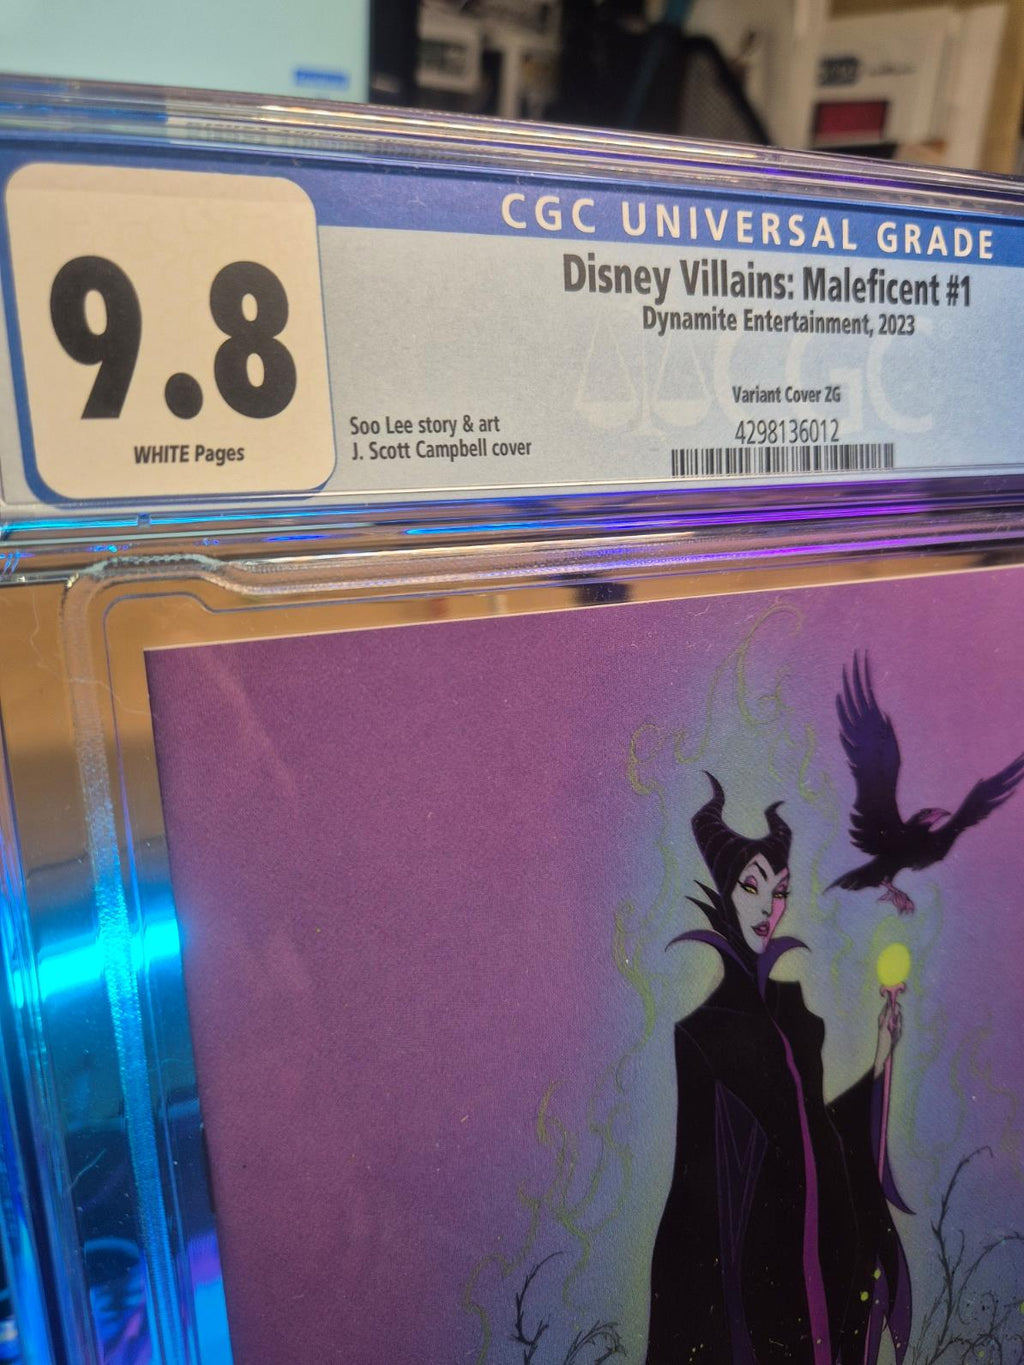 CGC UNIVERSAL GRADE
9.8
WHITE Pages
Disney Villains: Maleficent #1
Dynamite Entertainment, 2023
CGC
Variant Cover ZG
4298136012
Soo Lee story & art
J. Scott Campbell cover